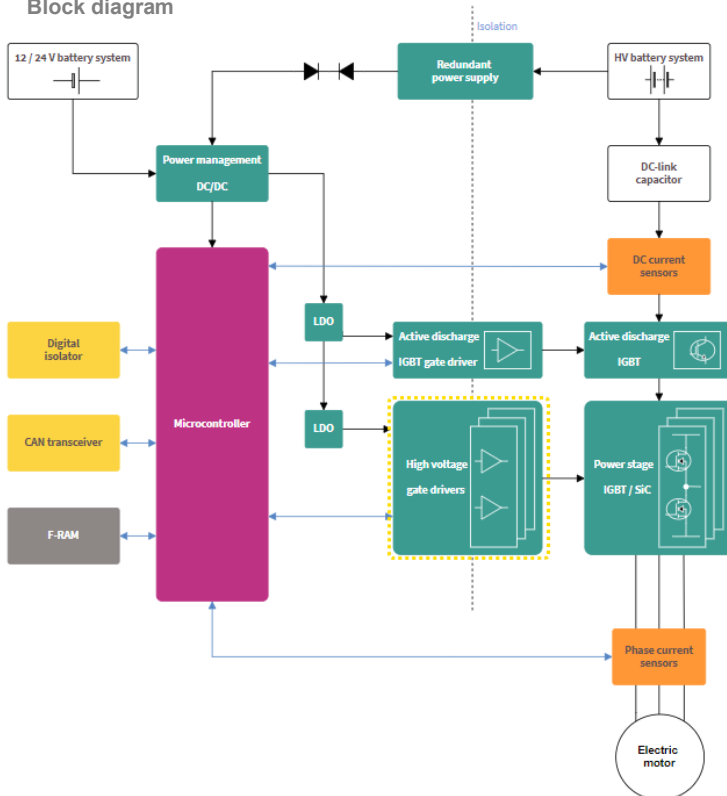 Block diagram
Isolation
12 / 24 V battery system
Redundant
power supply
HV battery system
Power management
DC/DC
DC-link
capacitor
DC current
sensors
LDO
Digital
isolator
Active discharge
IGBT gate driver
Active discharge
IGBT
CAN transceiver
Microcontroller
LDO
High voltage
gate drivers
Power stage
IGBT / SiC
F-RAM
Phase current
sensors
Electric
motor